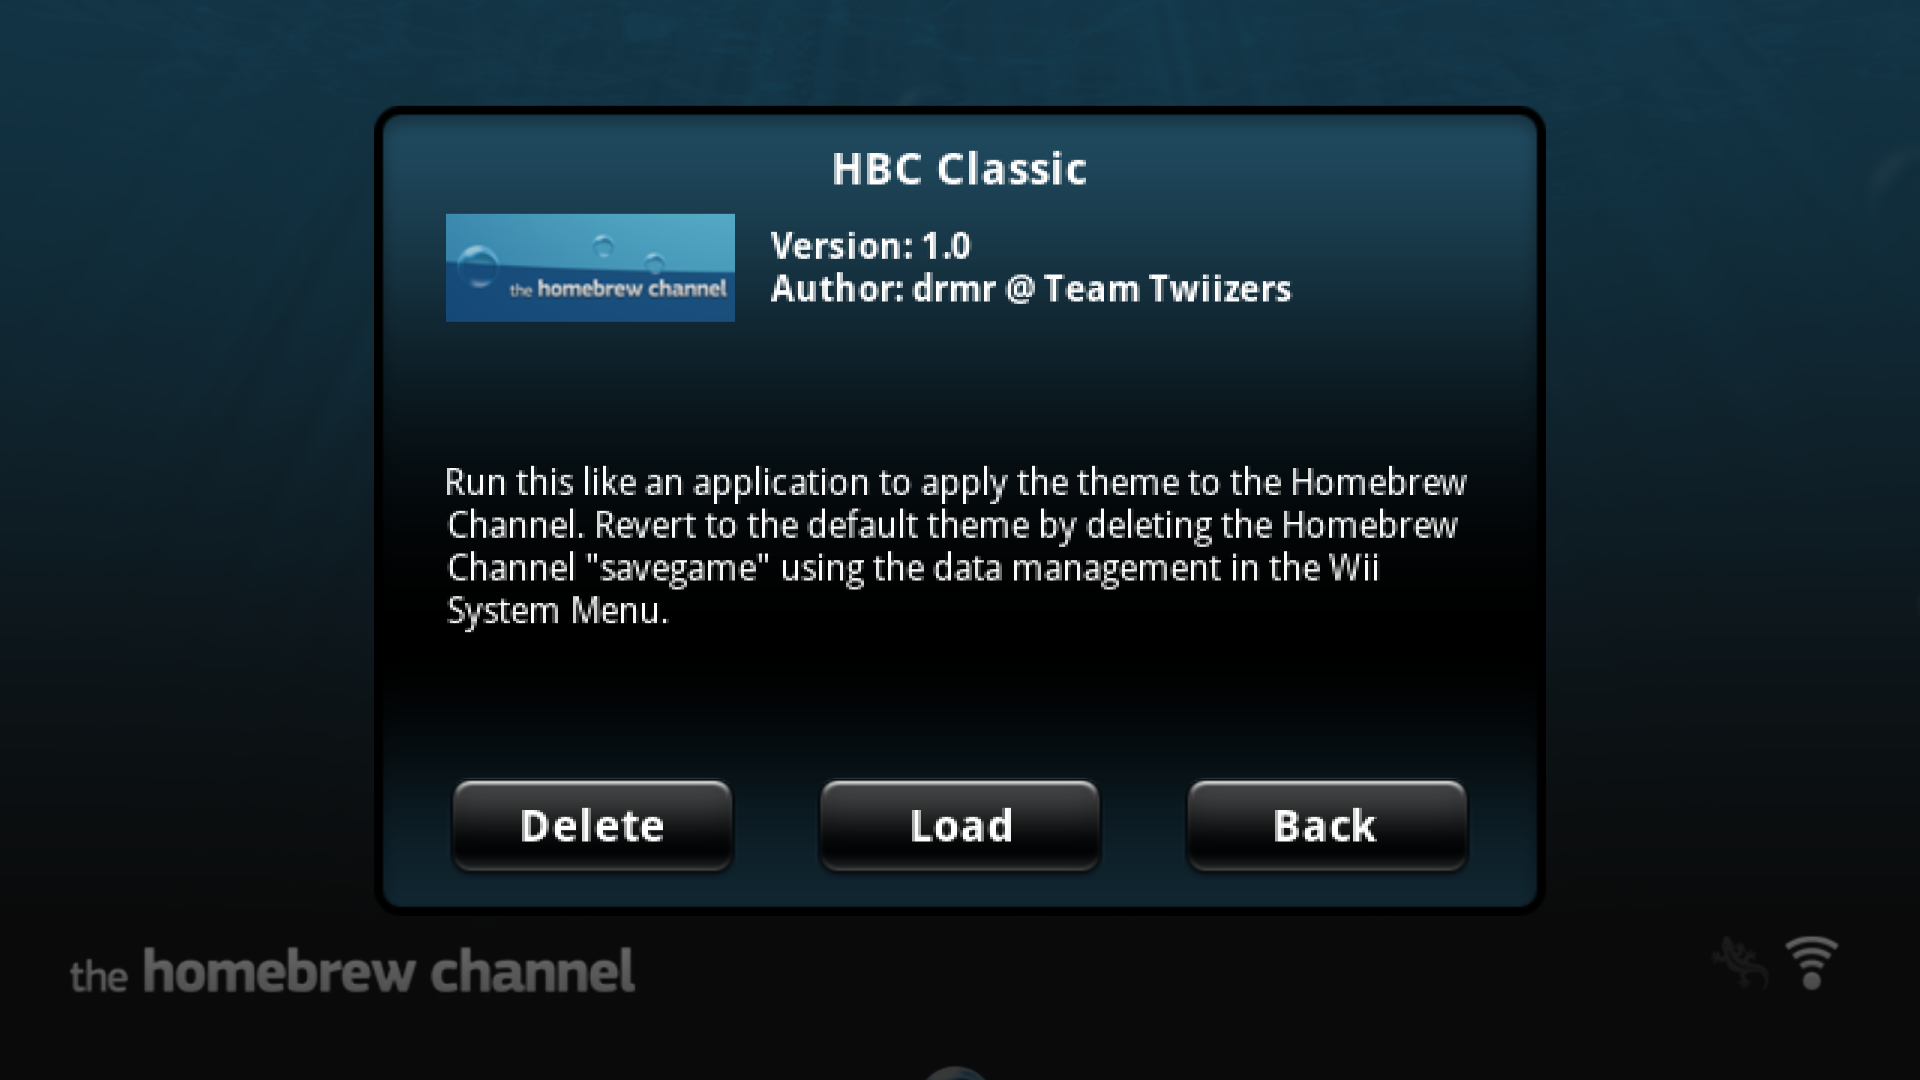 HBC Classic
the homebrew channel
Version: 1.0
Author: drmr @ Team Twiizers
Run this like an application to apply the theme to the Homebrew
Channel. Revert to the default theme by deleting the Homebrew
Channel "savegame" using the data management in the Wii
System Menu.
Delete
Load
Back
the homebrew channel